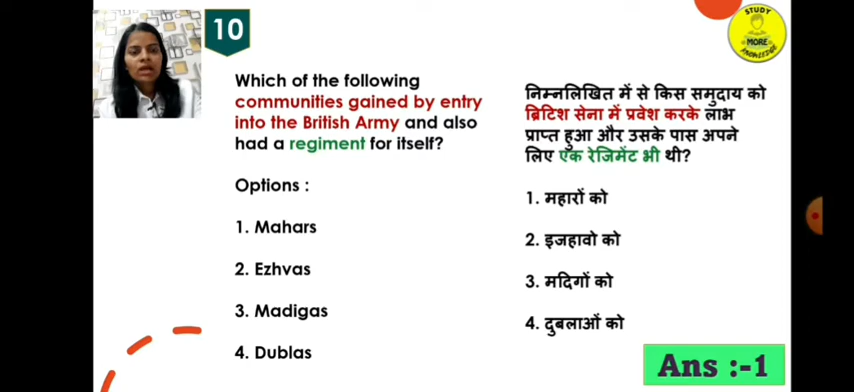 10
STUDY
MORE
KNOWLEDGE
Which of the following
communities gained by entry
into the British Army and also
had a regiment for itself?
Options :
1. Mahars
2. Ezhvas
3. Madigas
4. Dublas
निम्नलिखित में से किस समुदाय को
ब्रिटिश सेना में प्रवेश करके लाभ
प्राप्त हुआ और उसके पास अपने
लिए एक रेजिमेंट भी थी?
1. महारों को
2. इजहावो को
3. मदिगों को
4. दुबलाओं को
Ans :-1